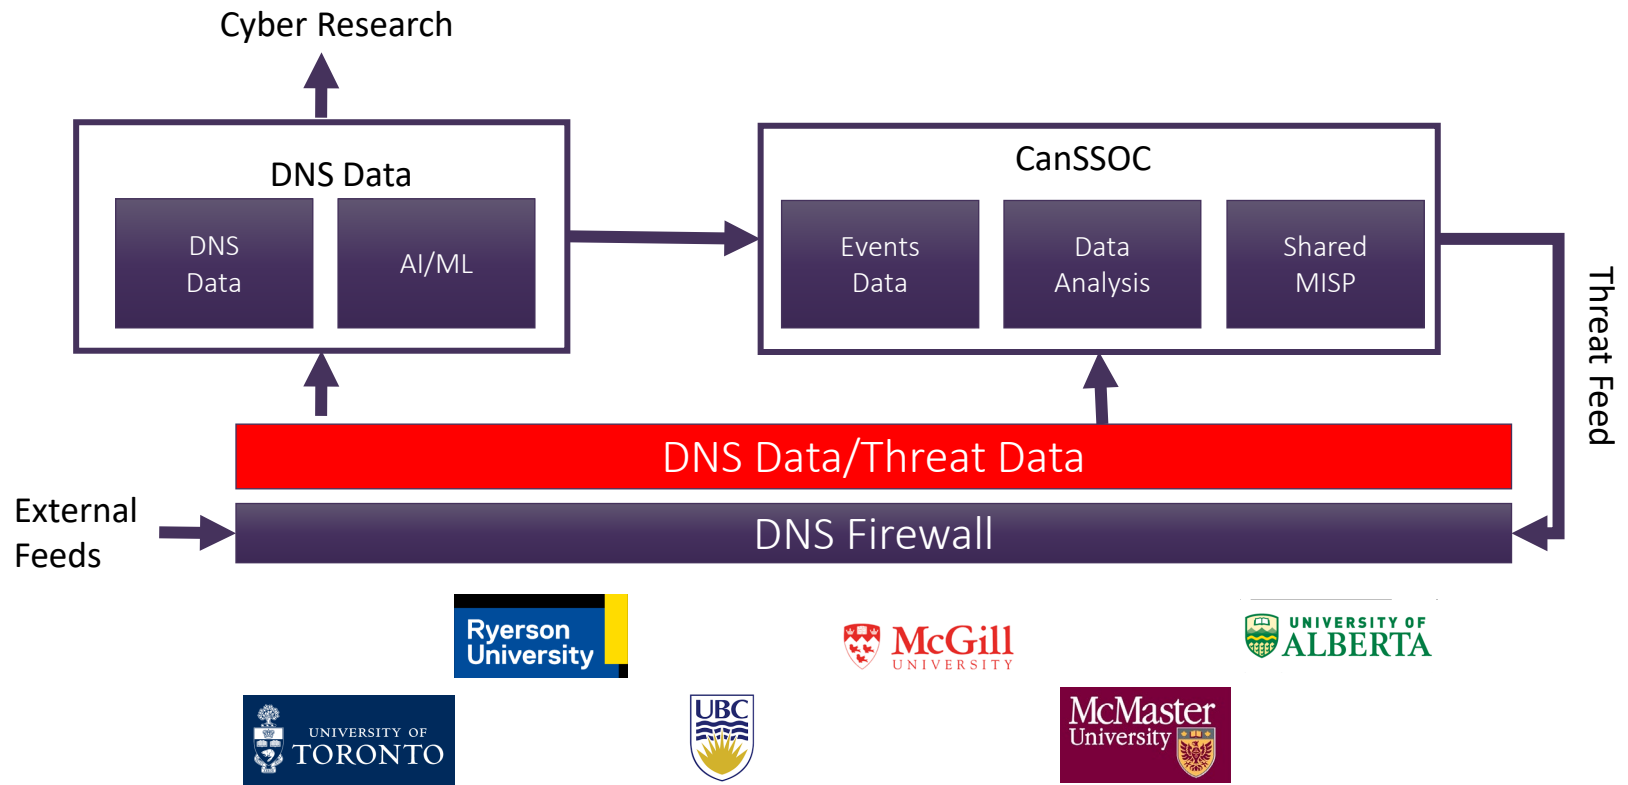 Cyber Research
DNS Data
DNS
Data
AI/ML
CanSSOC
Events
Data
Data
Analysis
Shared
MISP
Threat Feed
DNS Data/Threat Data
External
Feeds
DNS Firewall
Ryerson
University
McGill
UNIVERSITY
UNIVERSITY OF
ALBERTA
UNIVERSITY OF
TORONTO
UBC
McMaster
University